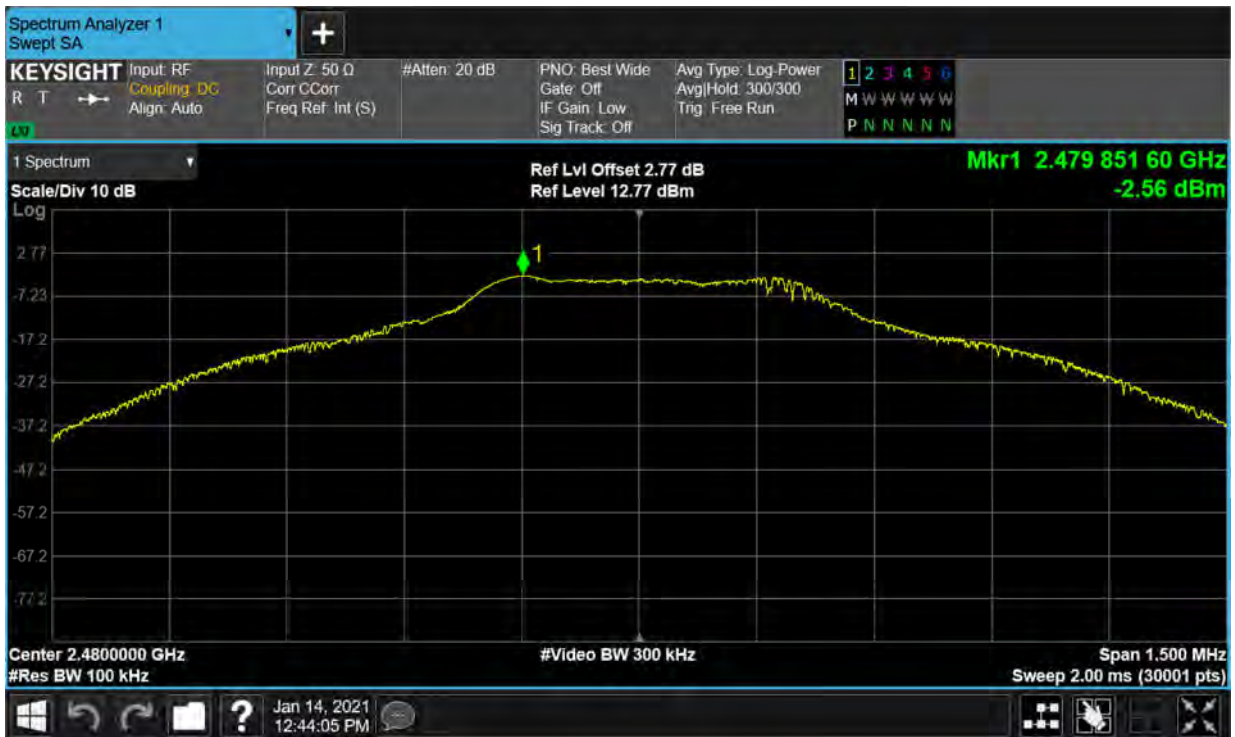 Spectrum Analyzer 1
Swept SA
+
KEYSIGHT
R T
LXI
Input: RF
Coupling: DC
Align: Auto
Input Z: 50 Ω
Corr CCorr
Freq Ref: Int (S)
#Atten: 20 dB
PNO: Best Wide
Gate: Off
IF Gain: Low
Sig Track: Off
Avg Type: Log-Power
Avg|Hold: 300/300
Trig: Free Run
1 2 3 4 5 6
M W W W W W
P N N N N N
1 Spectrum
Scale/Div 10 dB
Log
Ref Lvl Offset 2.77 dB
Ref Level 12.77 dBm
Mkr1 2.479 851 60 GHz
-2.56 dBm
1
2.77
-7.23
-17.2
-27.2
-37.2
-47.2
-57.2
-67.2
-77.2
Center 2.4800000 GHz
#Res BW 100 kHz
#Video BW 300 kHz
Span 1.500 MHz
Sweep 2.00 ms (30001 pts)
?
Jan 14, 2021
12:44:05 PM